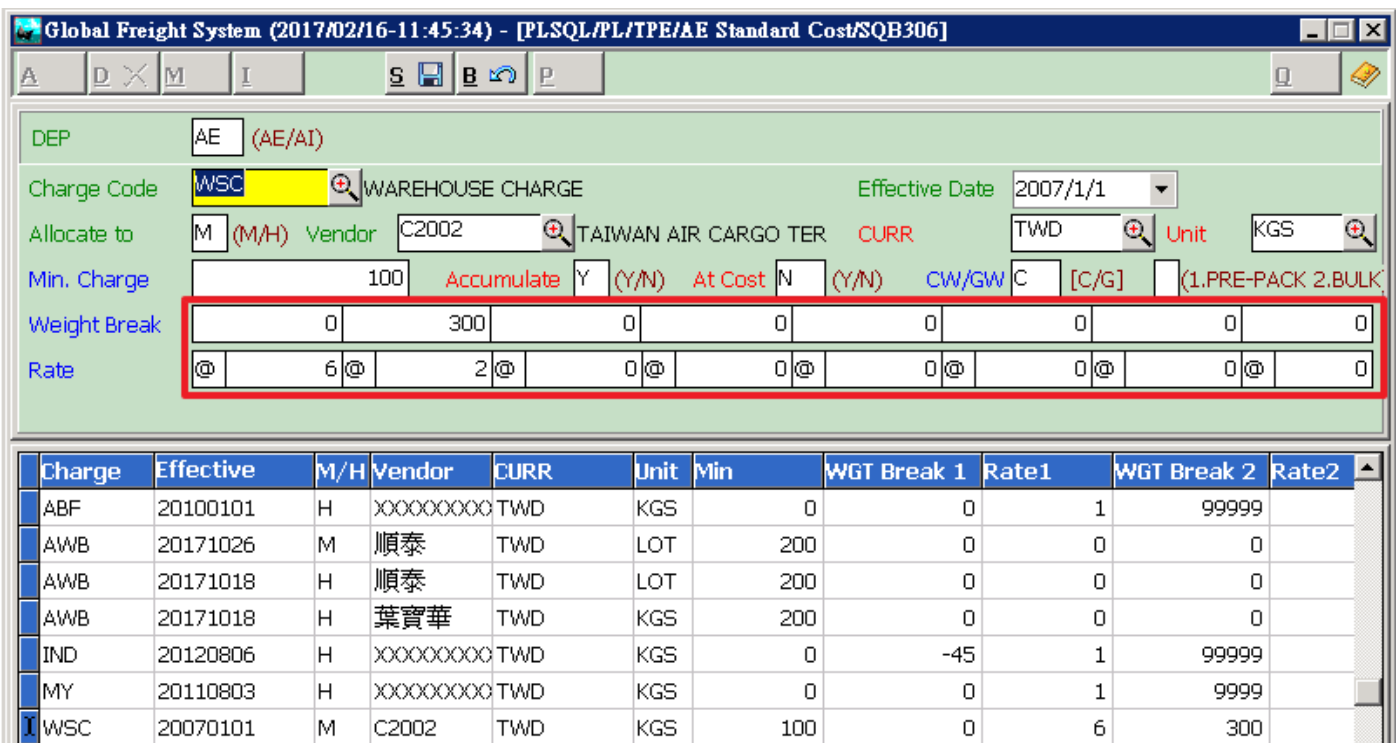 Global Freight System (2017/02/16-11:45:34) - [PLSQL/PL/TPE/AE Standard Cost/SQB306]
A D M I S B P Q
DEP AE (AE/AI)
Charge Code WSC WAREHOUSE CHARGE Effective Date 2007/1/1
Allocate to M (M/H) Vendor C2002 TAIWAN AIR CARGO TER CURR TWD Unit KGS
Min. Charge 100 Accumulate Y (Y/N) At Cost N (Y/N) CW/GW C [C/G] (1.PRE-PACK 2.BULK)
Weight Break 0 300 0 0 0 0 0 0
Rate @ 6 @ 2 @ 0 @ 0 @ 0 @ 0 @ 0 @ 0
Charge Effective M/H Vendor CURR Unit Min WGT Break 1 Rate1 WGT Break 2 Rate2
ABF 20100101 H XXXXXXXXX TWD KGS 0 0 1 99999
AWB 20171026 M 順泰 TWD LOT 200 0 0 0
AWB 20171018 H 順泰 TWD LOT 200 0 0 0
AWB 20171018 H 葉寶華 TWD KGS 200 0 0 0
IND 20120806 H XXXXXXXXX TWD KGS 0 -45 1 99999
MY 20110803 H XXXXXXXXX TWD KGS 0 0 1 9999
WSC 20070101 M C2002 TWD KGS 100 0 6 300